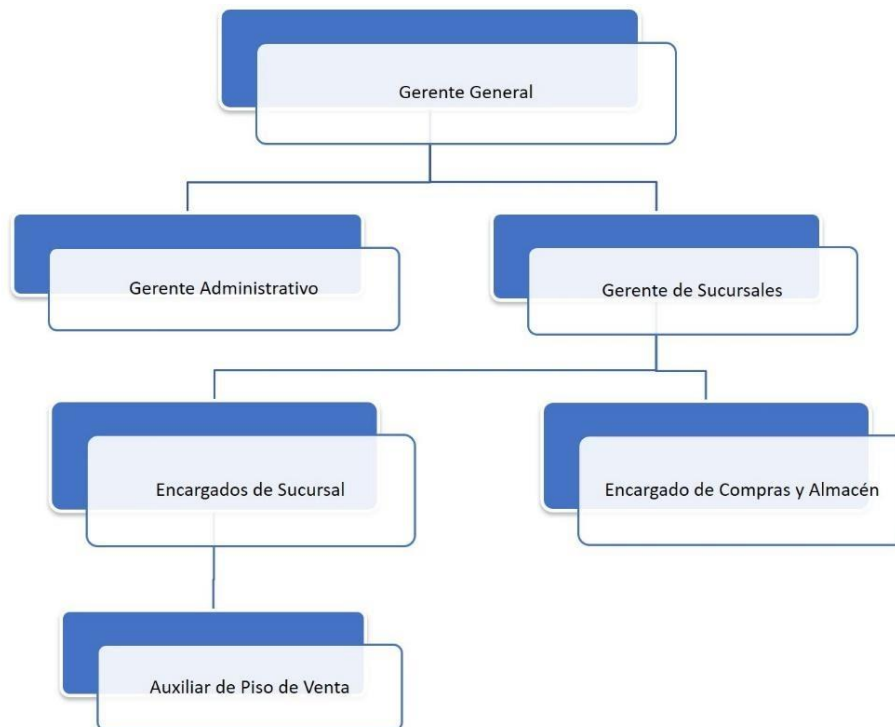 Gerente General
Gerente Administrativo
Gerente de Sucursales
Encargados de Sucursal
Encargado de Compras y Almacén
Auxiliar de Piso de Venta